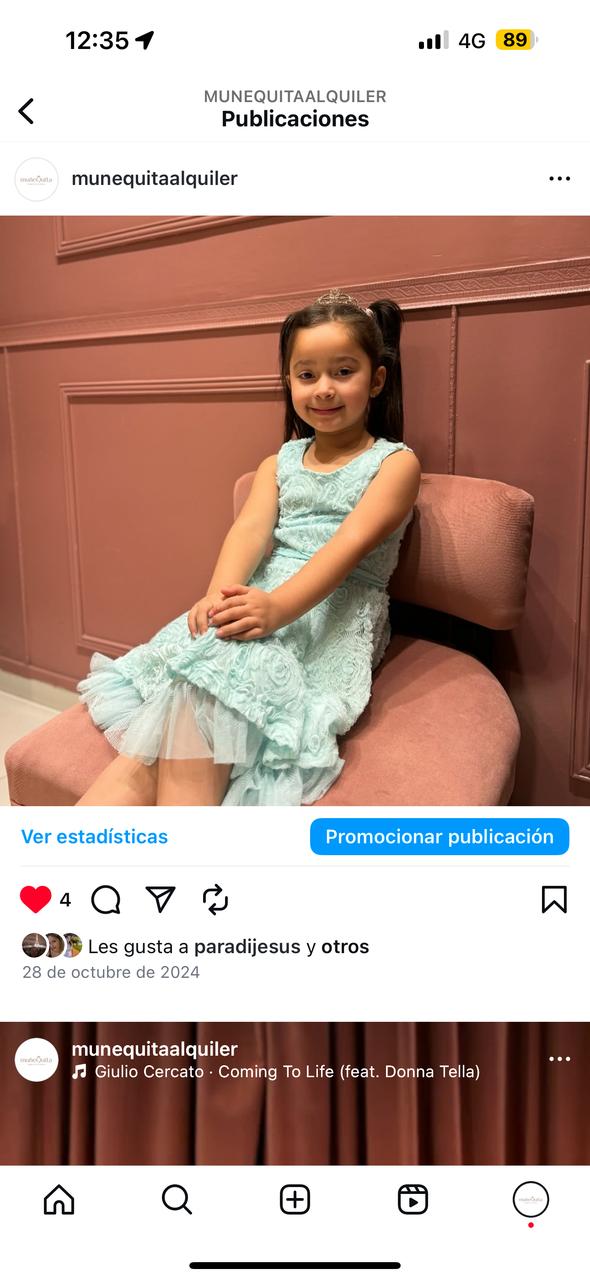 12:35
4G
89
MUNEQUITAALQUILER
Publicaciones
munequitaalquiler
Ver estadísticas
Promocionar publicación
4
Les gusta a paradijesus y otros
28 de octubre de 2024
munequitaalquiler
Giulio Cercato · Coming To Life (feat. Donna Tella)